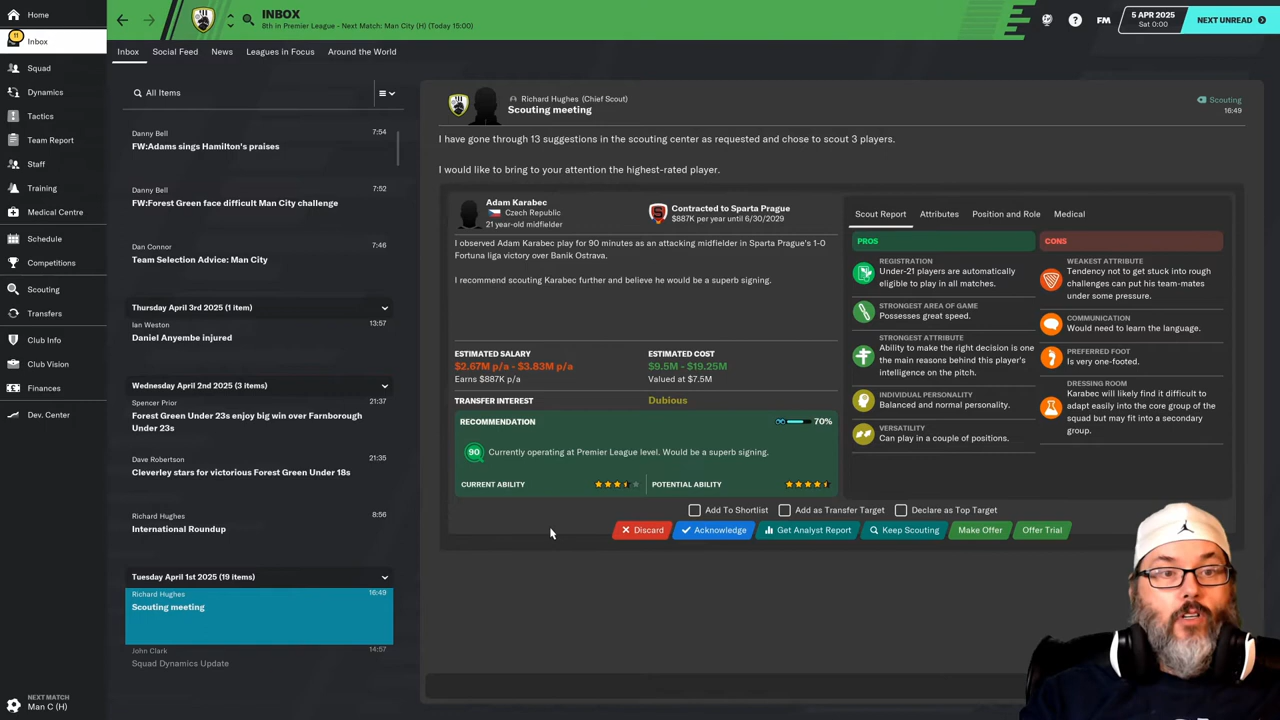 Home
Inbox
11
Squad
Dynamics
Tactics
Team Report
Staff
Training
Medical Centre
Schedule
Competitions
Scouting
Transfers
Club Info
Club Vision
Finances
Dev. Center
NEXT MATCH
Man C (H)
INBOX
8th in Premier League - Next Match: Man City (H) (Today 15:00)
FM
5 APR 2025
Sat 0:00
NEXT UNREAD
Inbox
Social Feed
News
Leagues in Focus
Around the World
All Items
Danny Bell
7:54
FW:Adams sings Hamilton's praises
Danny Bell
7:52
FW:Forest Green face difficult Man City challenge
Dan Connor
7:46
Team Selection Advice: Man City
Thursday April 3rd 2025 (1 item)
Ian Weston
13:57
Daniel Anyembe injured
Wednesday April 2nd 2025 (3 items)
Spencer Prior
21:37
Forest Green Under 23s enjoy big win over Farnborough
Under 23s
Dave Robertson
21:35
Cleverley stars for victorious Forest Green Under 18s
Richard Hughes
8:56
International Roundup
Tuesday April 1st 2025 (19 items)
Richard Hughes
16:49
Scouting meeting
John Clark
14:57
Squad Dynamics Update
Richard Hughes (Chief Scout)
Scouting meeting
Scouting
16:49
I have gone through 13 suggestions in the scouting center as requested and chose to scout 3 players.
I would like to bring to your attention the highest-rated player.
Adam Karabec
Czech Republic
21 year-old midfielder
Contracted to Sparta Prague
$887K per year until 6/30/2029
I observed Adam Karabec play for 90 minutes as an attacking midfielder in Sparta Prague's 1-0
Fortuna liga victory over Banik Ostrava.
I recommend scouting Karabec further and believe he would be a superb signing.
ESTIMATED SALARY
$2.67M p/a - $3.83M p/a
Earns $887K p/a
ESTIMATED COST
$9.5M - $19.25M
Valued at $7.5M
TRANSFER INTEREST
Dubious
RECOMMENDATION
70%
90
Currently operating at Premier League level. Would be a superb signing.
CURRENT ABILITY
POTENTIAL ABILITY
Scout Report
Attributes
Position and Role
Medical
PROS
REGISTRATION
Under-21 players are automatically
eligible to play in all matches.
STRONGEST AREA OF GAME
Possesses great speed.
STRONGEST ATTRIBUTE
Ability to make the right decision is one
the main reasons behind this player's
intelligence on the pitch.
INDIVIDUAL PERSONALITY
Balanced and normal personality.
VERSATILITY
Can play in a couple of positions.
CONS
WEAKEST ATTRIBUTE
Tendency not to get stuck into rough
challenges can put his team-mates
under some pressure.
COMMUNICATION
Would need to learn the language.
PREFERRED FOOT
Is very one-footed.
DRESSING ROOM
Karabec will likely find it difficult to
adapt easily into the core group of the
squad but may fit into a secondary
group.
Add To Shortlist
Add as Transfer Target
Declare as Top Target
Discard
Acknowledge
Get Analyst Report
Keep Scouting
Make Offer
Offer Trial